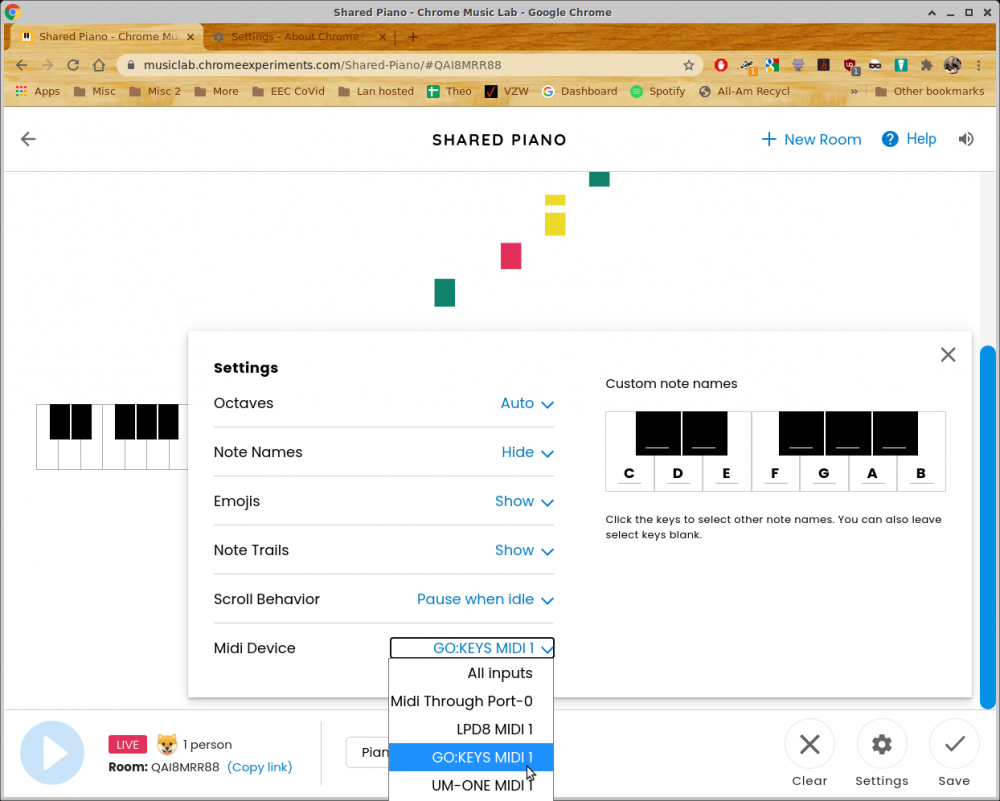 Shared Piano - Chrome Music Lab - Google Chrome
Shared Piano - Chrome Mu
Settings - About Chrome
musiclab.chromeexperiments.com/Shared-Piano/#QAI8MRR88
1
1
Apps
Misc
Misc 2
More
EEC CoVid
Lan hosted
Theo
VZW
Dashboard
Spotify
All-Am Recycl
»
Other bookmarks
SHARED PIANO
+ New Room
? Help
Settings
Octaves Auto
Note Names Hide
Emojis Show
Note Trails Show
Scroll Behavior Pause when idle
Midi Device GO:KEYS MIDI 1
All inputs
Midi Through Port-0
LPD8 MIDI 1
GO:KEYS MIDI 1
UM-ONE MIDI 1
Custom note names
C D E F G A B
Click the keys to select other note names. You can also leave
select keys blank.
LIVE 1 person
Room: QAI8MRR88 (Copy link)
Pian
Clear
Settings
Save